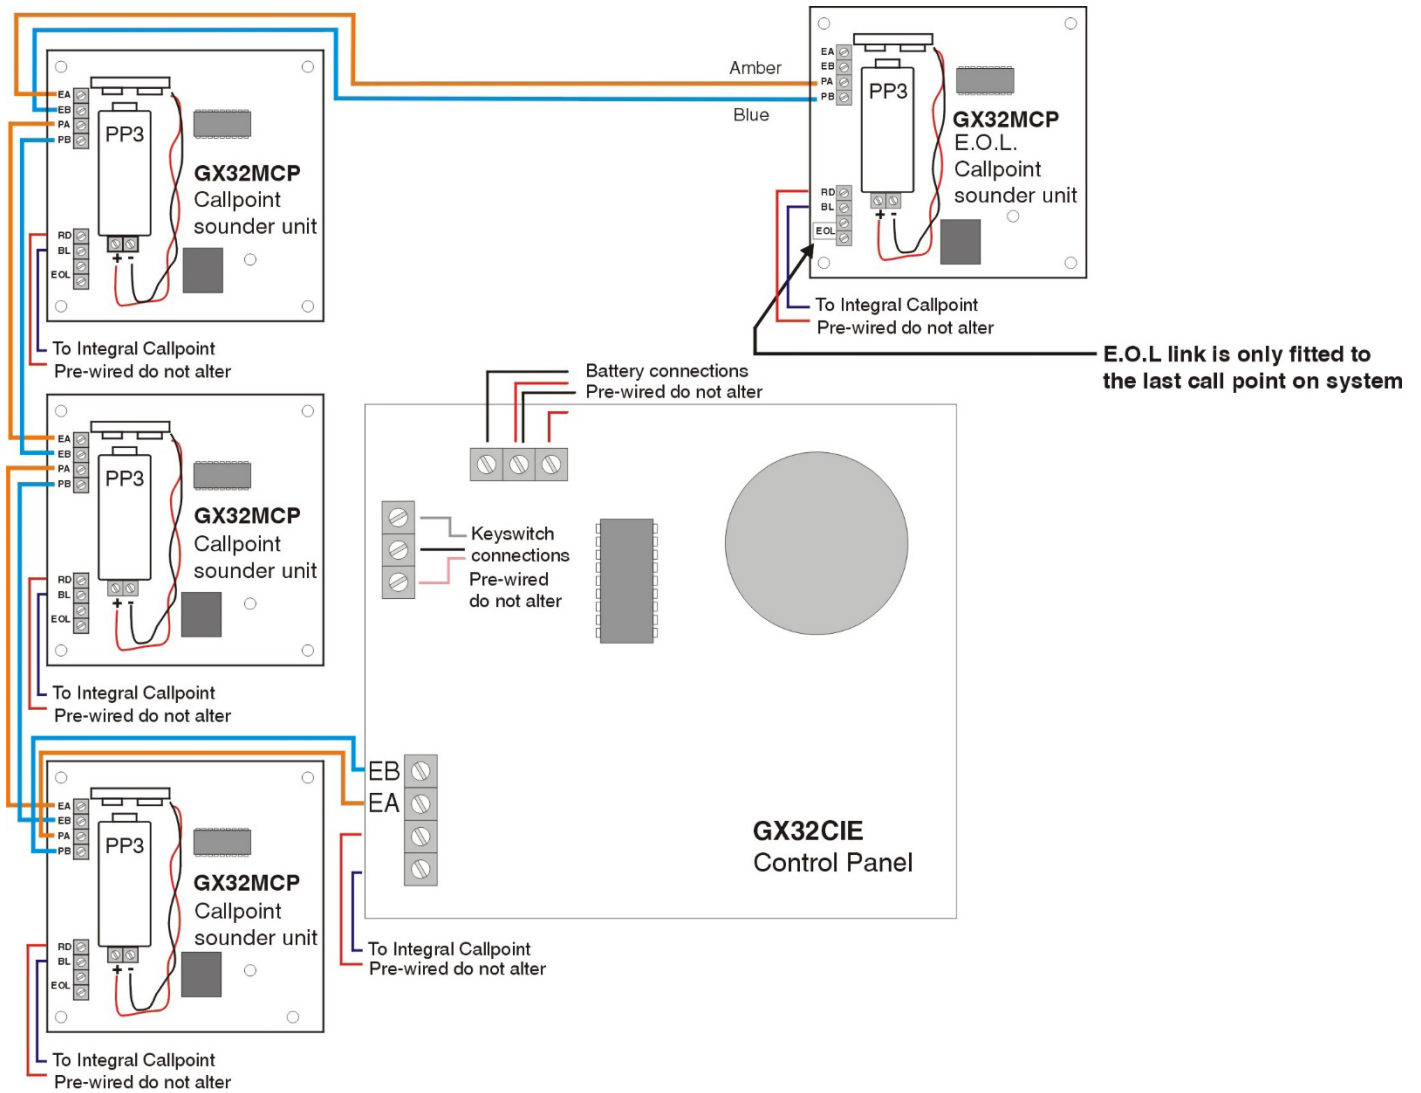 EA
EB
PA
PB
PP3
GX32MCP
Callpoint
sounder unit
RD
BL
EOL
+ -
To Integral Callpoint
Pre-wired do not alter
Amber
Blue
EA
EB
PA
PB
PP3
GX32MCP
E.O.L.
Callpoint
sounder unit
RD
BL
EOL
+ -
To Integral Callpoint
Pre-wired do not alter
E.O.L link is only fitted to
the last call point on system
EA
EB
PA
PB
PP3
GX32MCP
Callpoint
sounder unit
RD
BL
EOL
+ -
To Integral Callpoint
Pre-wired do not alter
Battery connections
Pre-wired do not alter
Keyswitch
connections
Pre-wired
do not alter
EB
EA
GX32CIE
Control Panel
To Integral Callpoint
Pre-wired do not alter
EA
EB
PA
PB
PP3
GX32MCP
Callpoint
sounder unit
RD
BL
EOL
+ -
To Integral Callpoint
Pre-wired do not alter